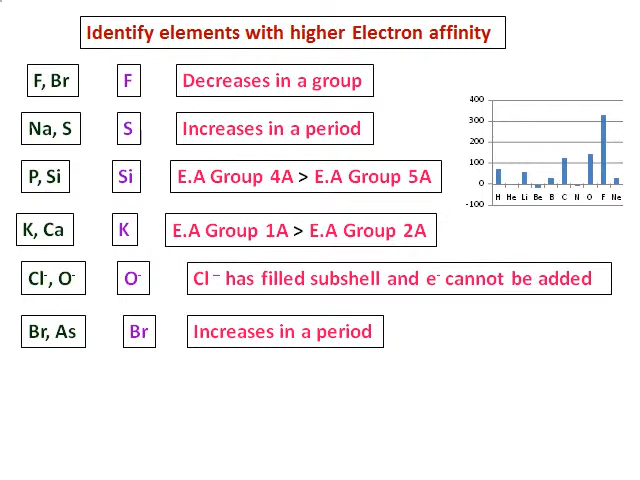 Identify elements with higher Electron affinity
F, Br F Decreases in a group
Na, S S Increases in a period
P, Si Si E.A Group 4A > E.A Group 5A
K, Ca K E.A Group 1A > E.A Group 2A
Cl⁻, O⁻ O⁻ Cl⁻ has filled subshell and e⁻ cannot be added
Br, As Br Increases in a period
400
300
200
100
0
-100
H He Li Be B C N O F Ne